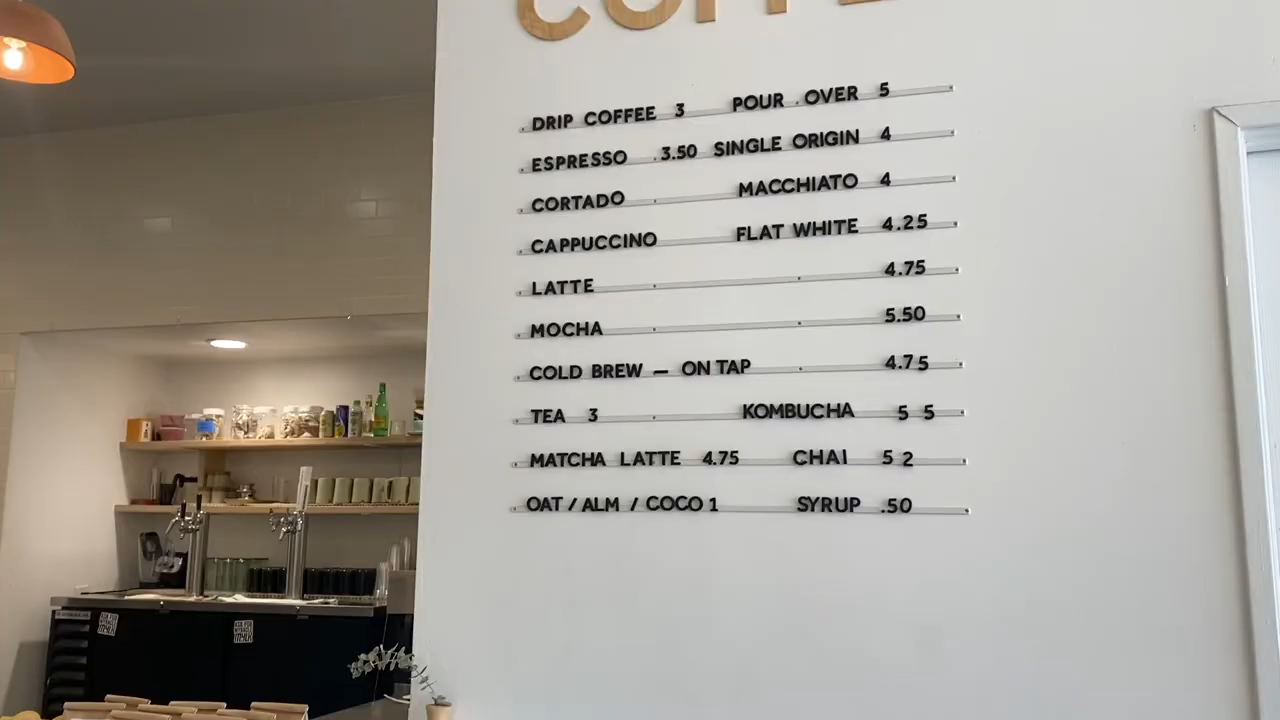 COFFE
DRIP COFFEE 3 POUR OVER 5
ESPRESSO 3.50 SINGLE ORIGIN 4
CORTADO MACCHIATO 4
CAPPUCCINO FLAT WHITE 4.25
LATTE 4.75
MOCHA 5.50
COLD BREW — ON TAP 4.75
TEA 3 KOMBUCHA 5 5
MATCHA LATTE 4.75 CHAI 5 2
OAT / ALM / COCO 1 SYRUP .50